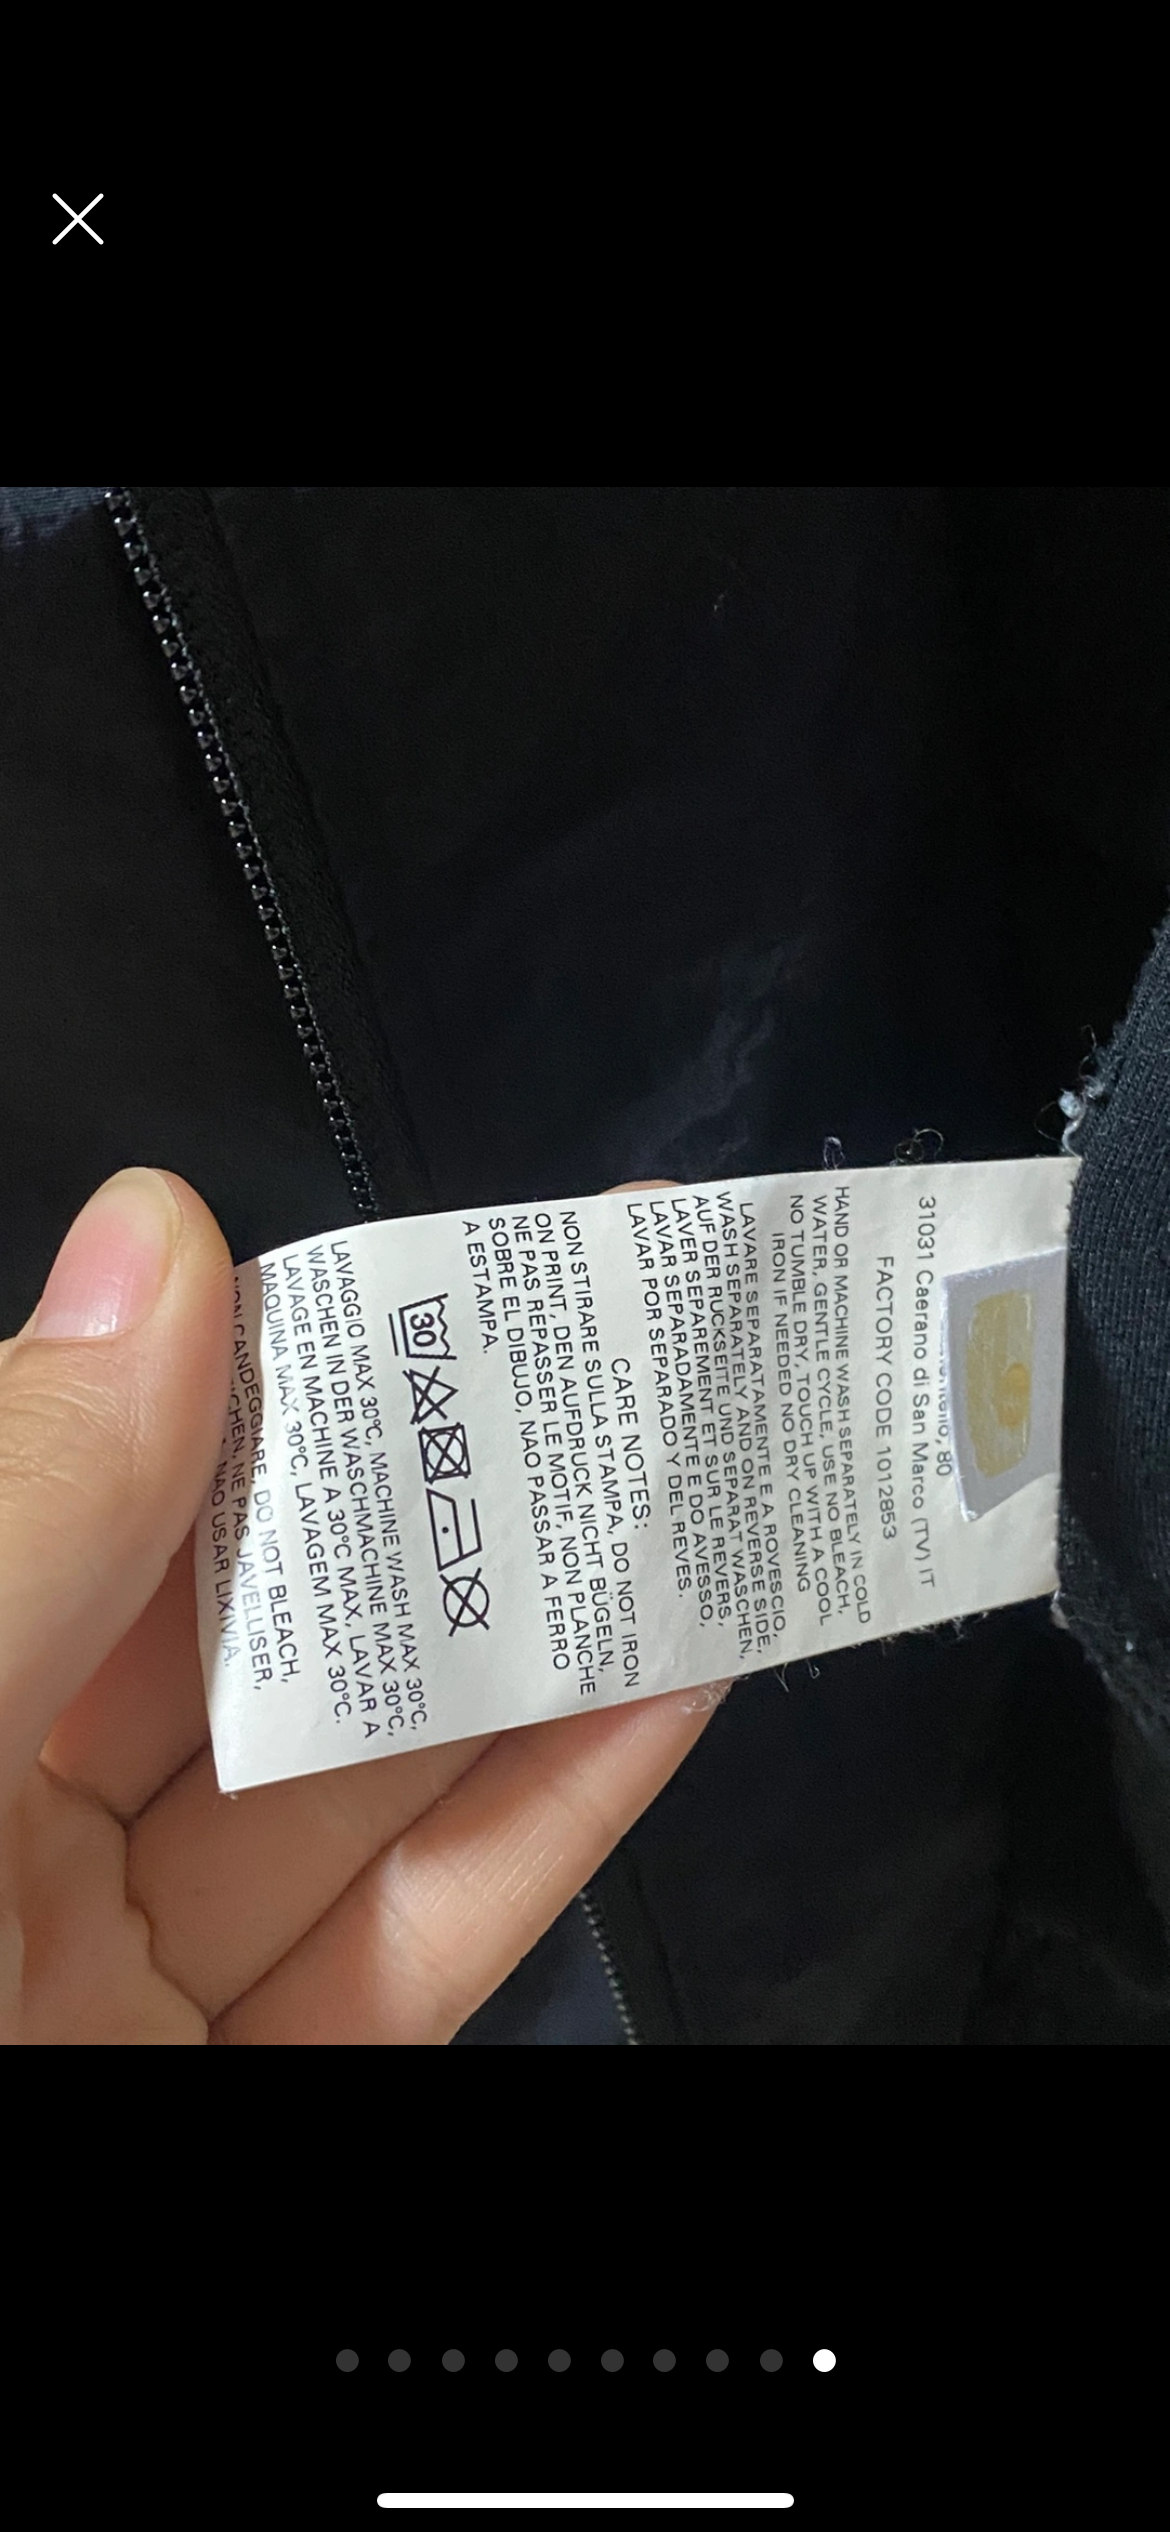 80
31031 Caerano di San Marco (TV) IT
FACTORY CODE 1012853
HAND OR MACHINE WASH SEPARATELY IN COLD
WATER, GENTLE CYCLE, USE NO BLEACH,
NO TUMBLE DRY, TOUCH UP WITH A COOL
IRON IF NEEDED NO DRY CLEANING
LAVARE SEPARATAMENTE E A ROVESCIO,
WASH SEPARATELY AND ON REVERSE SIDE,
AUF DER RUCKSEITE UND SEPARAT WASCHEN,
LAVER SEPAREMENT ET SUR LE REVERS,
LAVAR SEPARADAMENTE E DO AVESSO,
LAVAR POR SEPARADO Y DEL REVES.
CARE NOTES:
NON STIRARE SULLA STAMPA, DO NOT IRON
ON PRINT, DEN AUFDRUCK NICHT BÜGELN,
NE PAS REPASSER LE MOTIF, NON PLANCHE
SOBRE EL DIBUJO, NAO PASSAR A FERRO
A ESTAMPA.
30
LAVAGGIO MAX 30°C, MACHINE WASH MAX 30°C,
WASCHEN IN DER WASCHMACHINE MAX 30°C,
LAVAGE EN MACHINE A 30°C MAX, LAVAR A
MAQUINA MAX 30°C, LAVAGEM MAX 30°C.
NON CANDEGGIARE, DO NOT BLEACH,
NE PAS JAVELLISER,
NAO USAR LIXIVIA.